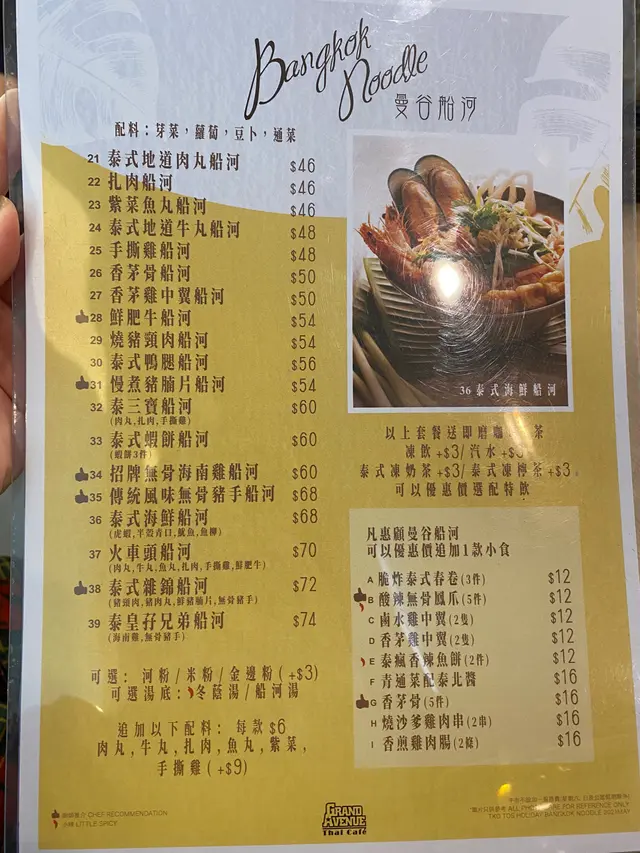 Bangkok
Noodle
曼谷船河
配料：芽菜，蘿蔔，豆卜，通菜
21 泰式地道肉丸船河 $46
22 扎肉船河 $46
23 紫菜魚丸船河 $46
24 泰式地道牛丸船河 $48
25 手撕雞船河 $48
26 香茅骨船河 $50
27 香茅雞中翼船河 $50
28 鮮肥牛船河 $54
29 燒豬頸肉船河 $54
30 泰式鴨腿船河 $56
31 慢煮豬腩片船河 $54
32 泰三寶船河 $60
(肉丸,扎肉,手撕雞)
33 泰式蝦餅船河 $60
(蝦餅3件)
34 招牌無骨海南雞船河 $60
35 傳統風味無骨豬手船河 $68
36 泰式海鮮船河 $68
(虎蝦,半殼青口,魷魚,魚柳)
37 火車頭船河 $70
(肉丸,牛丸,魚丸,扎肉,手撕雞,鮮肥牛)
38 泰式雜錦船河 $72
(豬頸肉,豬肉丸,鮮豬腩片,無骨豬手)
39 泰皇孖兄弟船河 $74
(海南雞,無骨豬手)
可選：河粉/米粉/金邊粉(+$3)
可選湯底：冬蔭湯/船河湯
追加以下配料：每款$6
肉丸,牛丸,扎肉,魚丸,紫菜,
手撕雞(+$9)
36 泰式海鮮船河
以上套餐送即磨咖 茶
凍飲+$3/汽水+$
泰式凍奶茶+$3/泰式凍檸茶+$3
可以優惠價選配特飲
凡惠顧曼谷船河
可以優惠價追加1款小食
A 脆炸泰式春卷(3件) $12
B 酸辣無骨鳳爪(5件) $12
C 鹵水雞中翼(2隻) $12
D 香茅雞中翼(2隻) $12
E 泰瘋香辣魚餅(2件) $12
F 青通菜配泰北醬 $16
G 香茅骨(5件) $16
H 燒沙爹雞肉串(2串) $16
I 香煎雞肉腸(2條) $16
廚師推介 CHEF RECOMMENDATION
小辣 LITTLE SPICY
GRAND
AVENUE
Thai Café
ALL PHOTOS ARE FOR REFERENCE ONLY